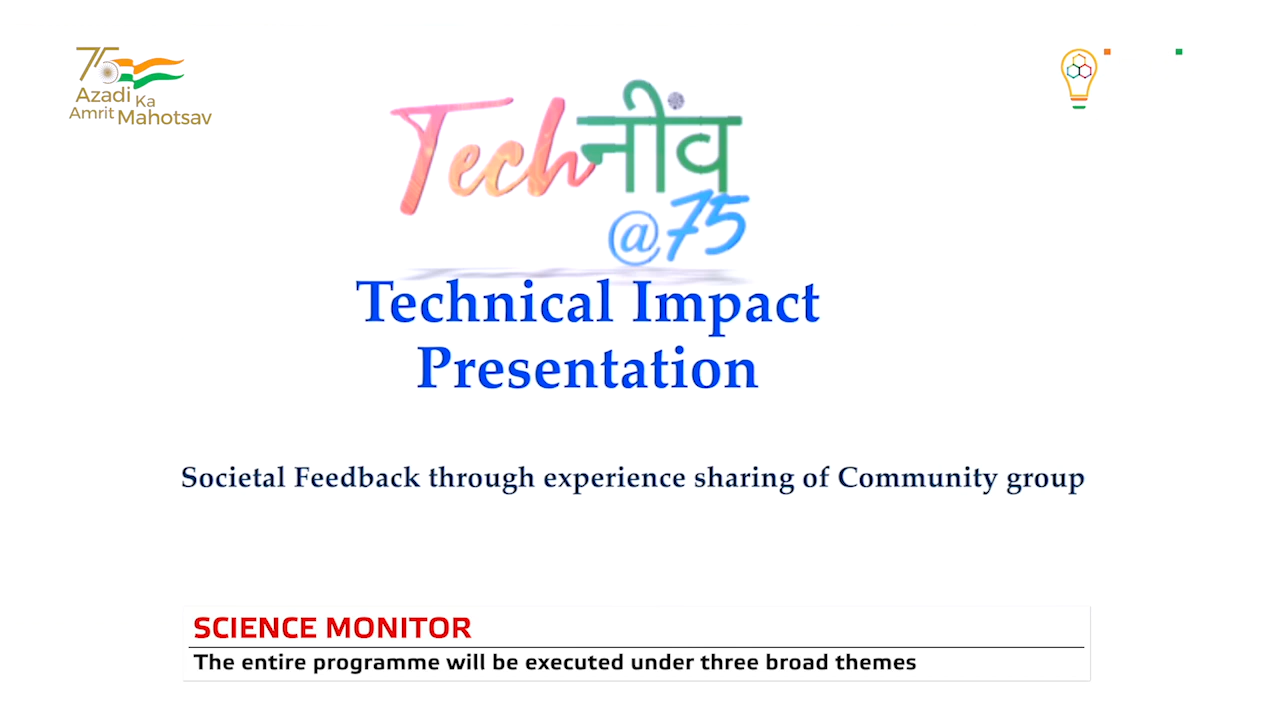 75
Azadi Ka
Amrit Mahotsav
Techनींव
@75
Technical Impact
Presentation
Societal Feedback through experience sharing of Community group
SCIENCE MONITOR
The entire programme will be executed under three broad themes